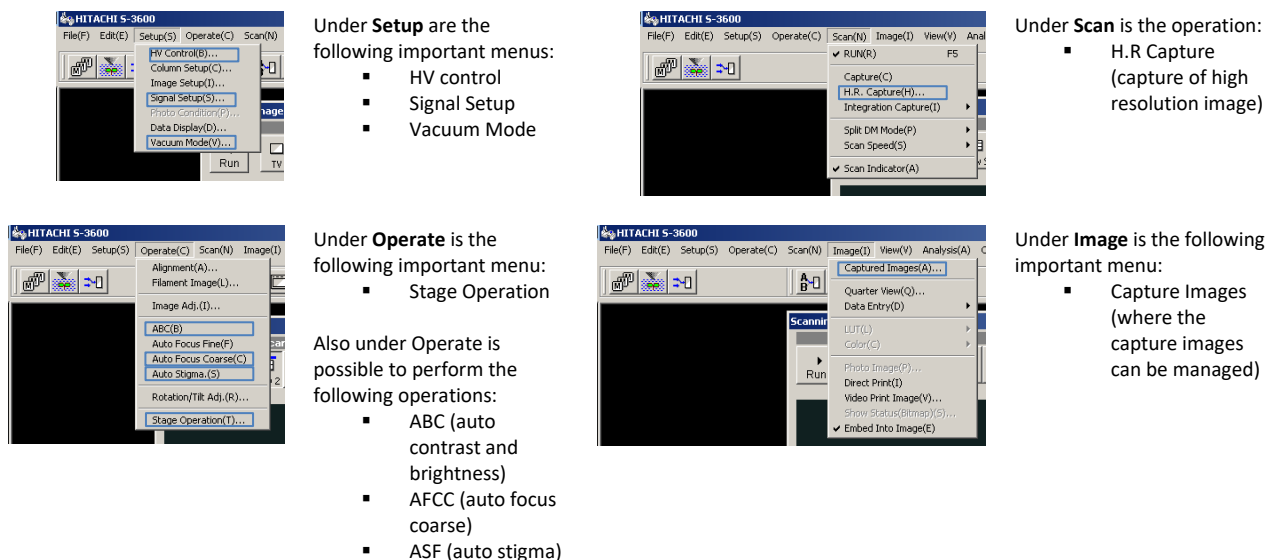 HITACHI S-3600
File(F) Edit(E) Setup(S) Operate(C) Scan(N)
HV Control(B)...
Column Setup(C)...
Image Setup(I)...
Signal Setup(S)...
Photo Condition(P)...
Data Display(D)...
Vacuum Mode(V)...
Run
TV
Under Setup are the
following important menus:
▪ HV control
▪ Signal Setup
▪ Vacuum Mode
HITACHI S-3600
File(F) Edit(E) Setup(S) Operate(C) Scan(N) Image(I) View(V)
✓ RUN(R) F5
Capture(C)
H.R. Capture(H)...
Integration Capture(I)
Split DM Mode(P)
Scan Speed(S)
✓ Scan Indicator(A)
Under Scan is the operation:
▪ H.R Capture
(capture of high
resolution image)
HITACHI S-3600
File(F) Edit(E) Setup(S) Operate(C) Scan(N) Image(I)
Alignment(A)...
Filament Image(L)...
Image Adj.(I)...
ABC(B)
Auto Focus Fine(F)
Auto Focus Coarse(C)
Auto Stigma.(S)
Rotation/Tilt Adj.(R)...
Stage Operation(T)...
Under Operate is the
following important menu:
▪ Stage Operation
Also under Operate is
possible to perform the
following operations:
▪ ABC (auto
contrast and
brightness)
▪ AFCC (auto focus
coarse)
▪ ASF (auto stigma)
HITACHI S-3600
File(F) Edit(E) Setup(S) Operate(C) Scan(N) Image(I) View(V) Analysis(A)
Captured Images(A)...
Quarter View(Q)...
Data Entry(D)
LUT(L)
Color(C)
Photo Image(P)...
Direct Print(I)
Video Print Image(V)...
Show Status(Bitmap)(S)...
✓ Embed Into Image(E)
Run
Under Image is the following
important menu:
▪ Capture Images
(where the
capture images
can be managed)